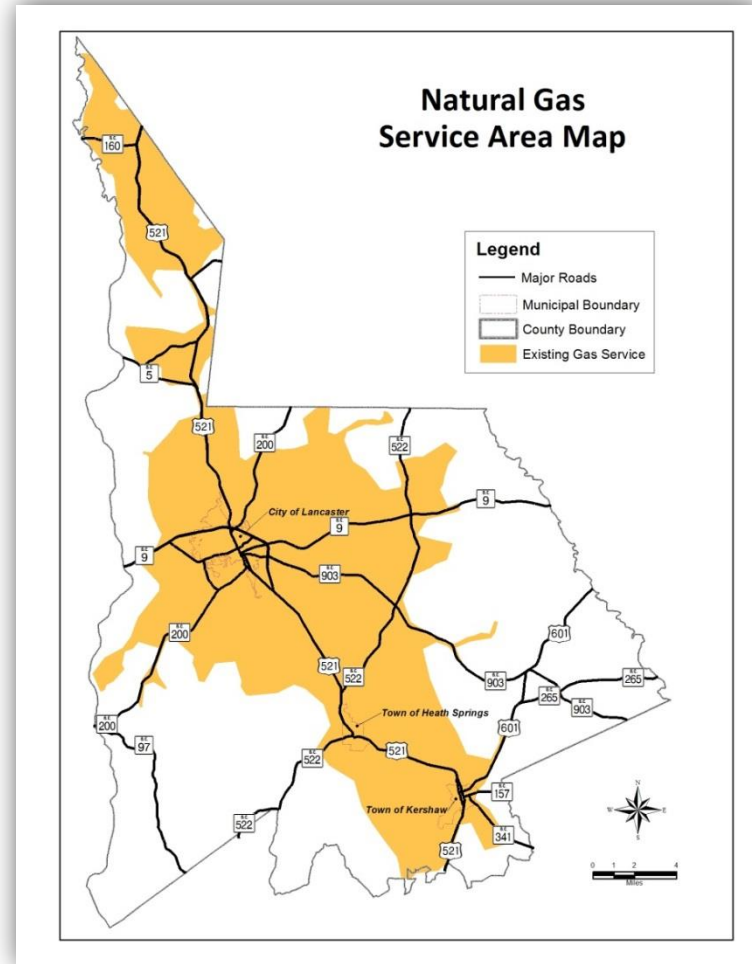 Natural Gas
Service Area Map
S.C.
160
521
Legend
Major Roads
Municipal Boundary
County Boundary
Existing Gas Service
S.C.
5
521
S.C.
200
S.C.
522
S.C.
9
City of Lancaster
S.C.
9
S.C.
9
S.C.
903
S.C.
200
601
521
S.C.
522
S.C.
903
S.C.
265
S.C.
265
S.C.
903
Town of Heath Springs
S.C.
200
601
S.C.
97
521
S.C.
522
S.C.
157
Town of Kershaw
S.C.
522
S.C.
341
521
N
W
E
S
0 1 2 4
Miles